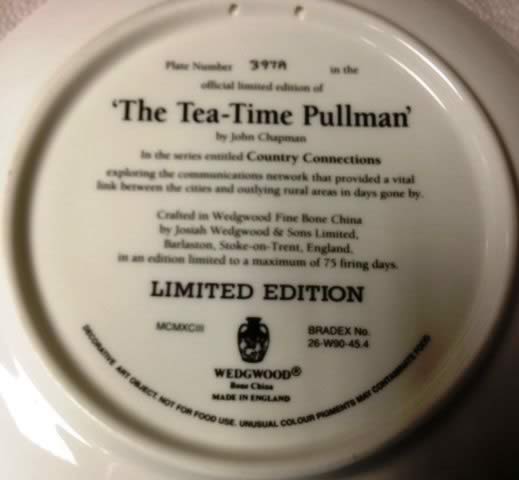 Plate Number 397A in the
official limited edition of
'The Tea-Time Pullman'
by John Chapman
In the series entitled Country Connections
exploring the communications network that provided a vital
link between the cities and outlying rural areas in days gone by.
Crafted in Wedgwood Fine Bone China
by Josiah Wedgwood & Sons Limited,
Barlaston, Stoke-on-Trent, England,
in an edition limited to a maximum of 75 firing days.
LIMITED EDITION
MCMXCIII
BRADEX No.
26-W90-45.4
WEDGWOOD®
Bone China
MADE IN ENGLAND
DECORATIVE ART OBJECT. NOT FOR FOOD USE. UNUSUAL COLOUR PIGMENTS MAY CONTAMINATE FOOD